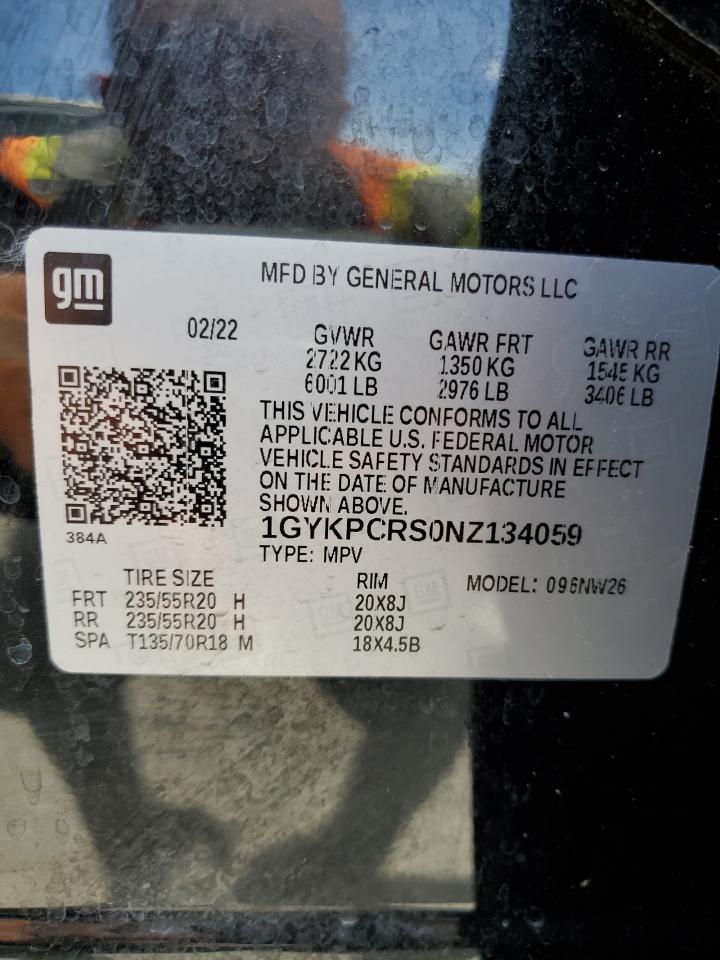 gm
MFD BY GENERAL MOTORS LLC
02/22
GVWR
2722 KG
6001 LB
GAWR FRT
1350 KG
2976 LB
GAWR RR
1545 KG
3406 LB
THIS VEHICLE CONFORMS TO ALL
APPLICABLE U.S. FEDERAL MOTOR
VEHICLE SAFETY STANDARDS IN EFFECT
ON THE DATE OF MANUFACTURE
SHOWN ABOVE.
384A
1GYKPCRS0NZ134059
TYPE: MPV
TIRE SIZE RIM MODEL: 096NW26
FRT 235/55R20 H 20X8J
RR 235/55R20 H 20X8J
SPA T135/70R18 M 18X4.5B